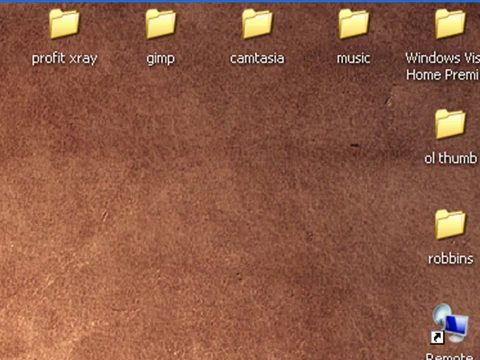 profit xray
gimp
camtasia
music
Windows Vis
Home Premi
ol thumb
robbins
Remote